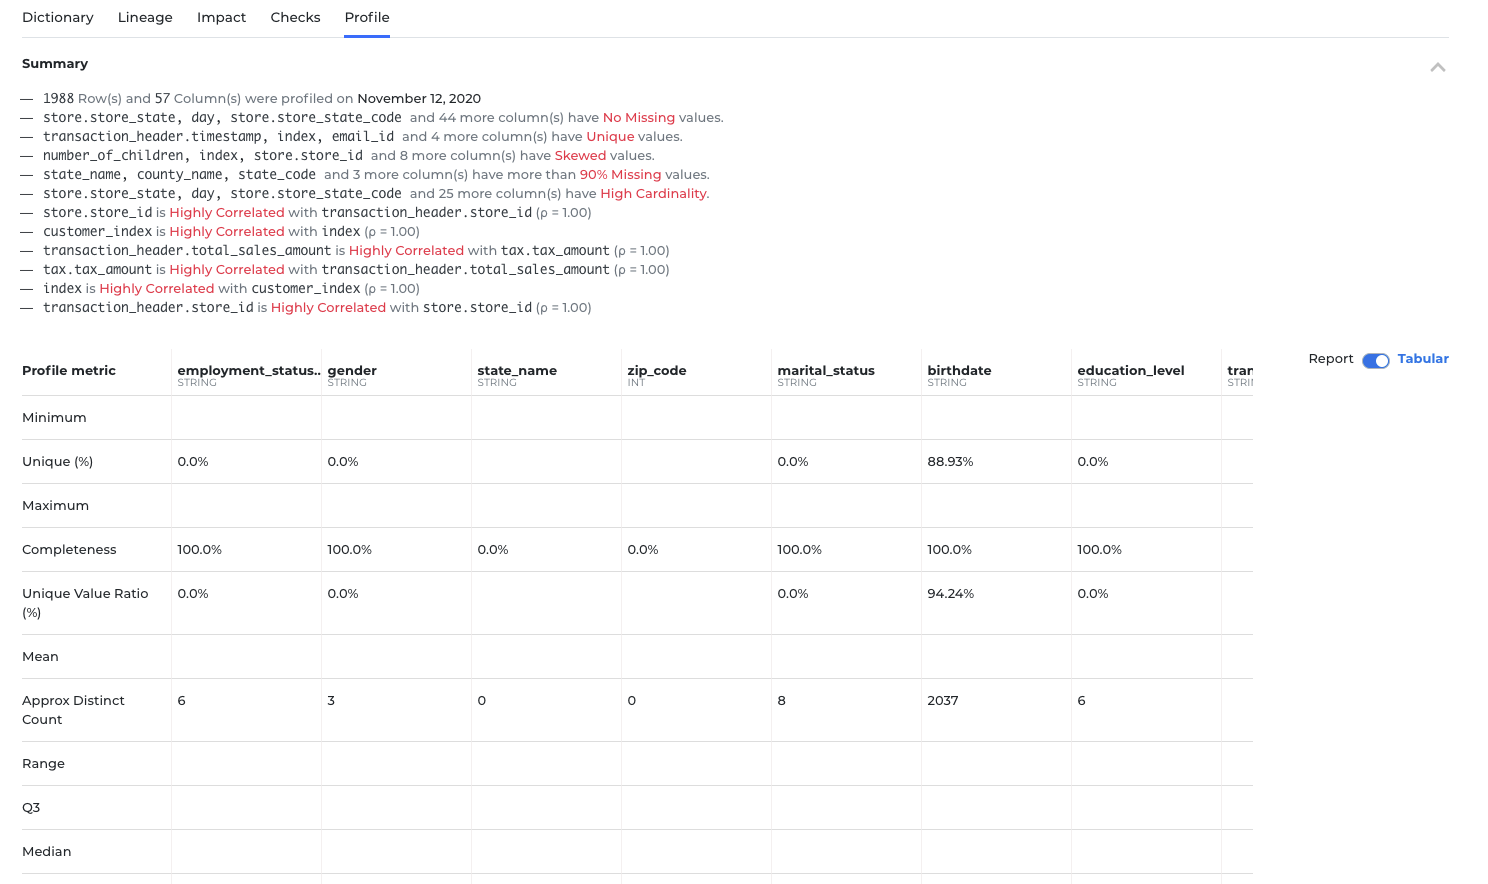 Dictionary Lineage Impact Checks Profile
Summary
— 1988 Row(s) and 57 Column(s) were profiled on November 12, 2020
— store.store_state, day, store.store_state_code and 44 more column(s) have No Missing values.
— transaction_header.timestamp, index, email_id and 4 more column(s) have Unique values.
— number_of_children, index, store.store_id and 8 more column(s) have Skewed values.
— state_name, county_name, state_code and 3 more column(s) have more than 90% Missing values.
— store.store_state, day, store.store_state_code and 25 more column(s) have High Cardinality.
— store.store_id is Highly Correlated with transaction_header.store_id (ρ = 1.00)
— customer_index is Highly Correlated with index (ρ = 1.00)
— transaction_header.total_sales_amount is Highly Correlated with tax.tax_amount (ρ = 1.00)
— tax.tax_amount is Highly Correlated with transaction_header.total_sales_amount (ρ = 1.00)
— index is Highly Correlated with customer_index (ρ = 1.00)
— transaction_header.store_id is Highly Correlated with store.store_id (ρ = 1.00)
Report Tabular
Profile metric employment_status.. gender state_name zip_code marital_status birthdate education_level tran
STRING STRING STRING INT STRING STRING STRING STRIN
Minimum
Unique (%) 0.0% 0.0% 0.0% 88.93% 0.0%
Maximum
Completeness 100.0% 100.0% 0.0% 0.0% 100.0% 100.0% 100.0%
Unique Value Ratio 0.0% 0.0% 0.0% 94.24% 0.0%
(%)
Mean
Approx Distinct 6 3 0 0 8 2037 6
Count
Range
Q3
Median